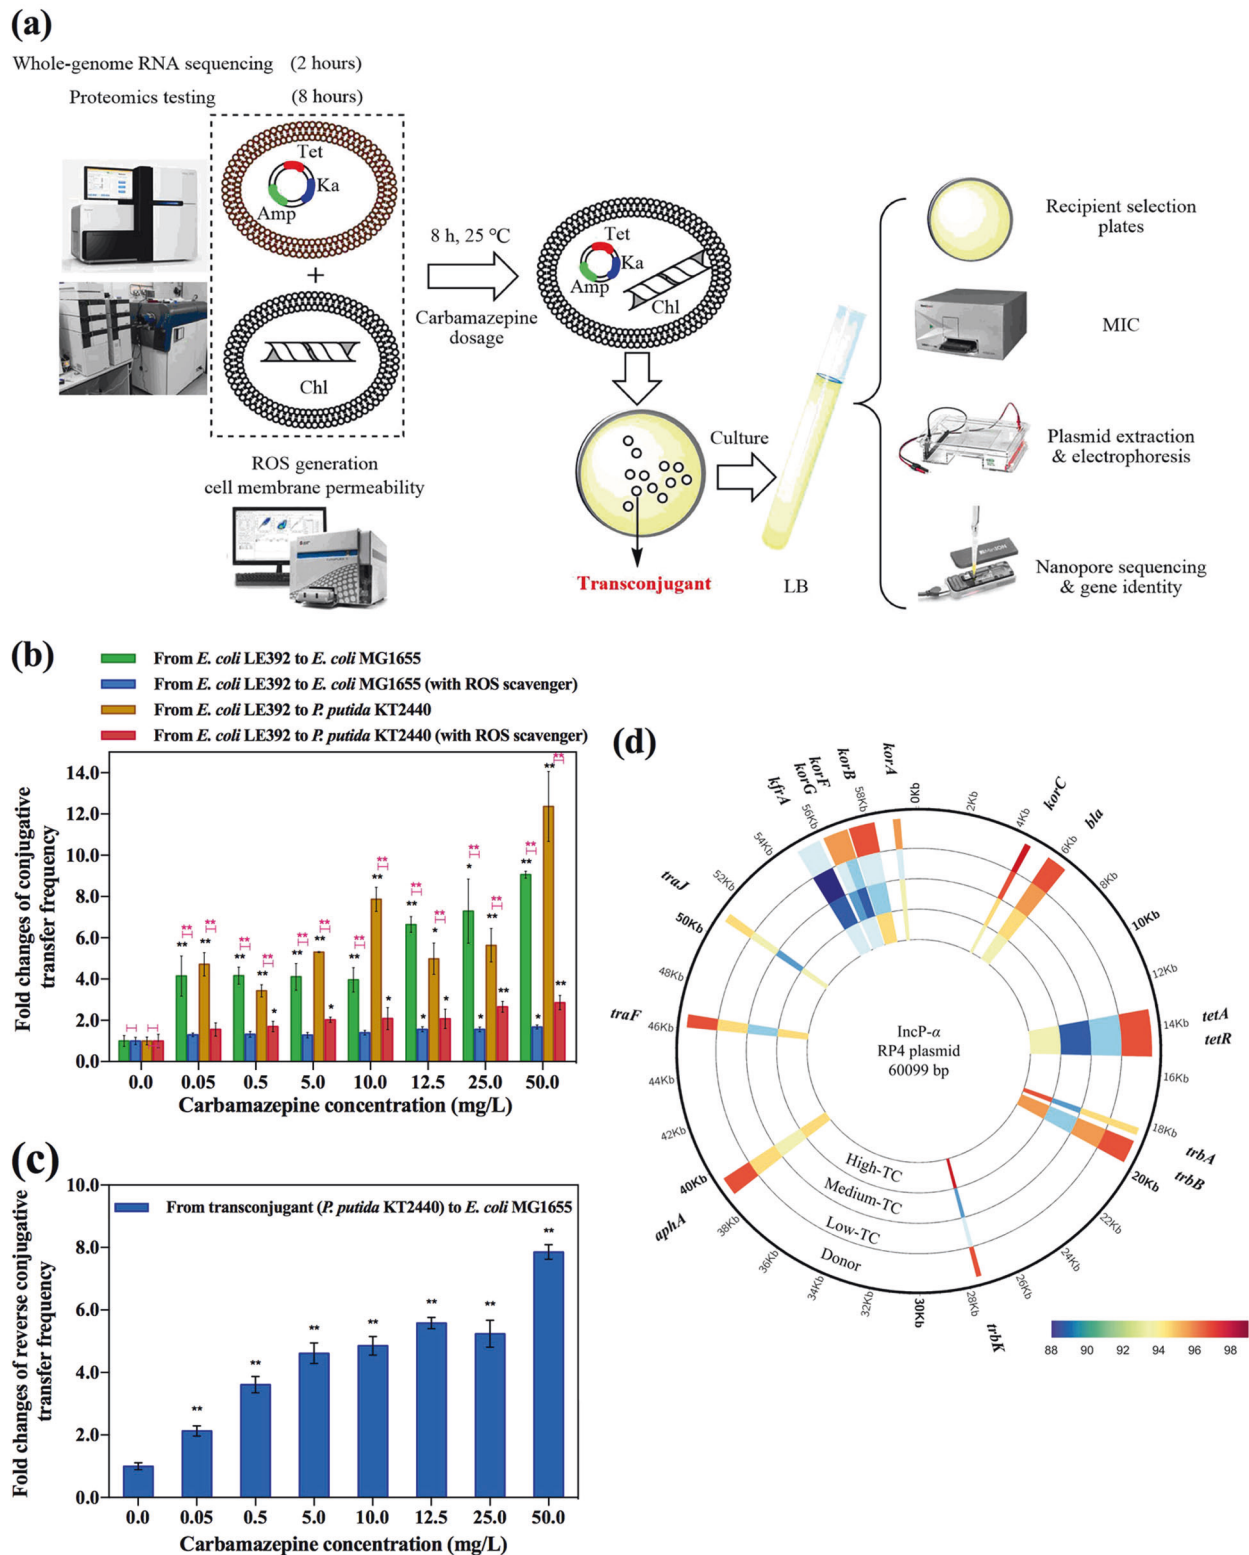 (a)
Whole-genome RNA sequencing (2 hours)
Proteomics testing (8 hours)
Tet
Ka
Amp
+
Chl
ROS generation
cell membrane permeability
8 h, 25 °C
Carbamazepine
dosage
Tet
Ka
Amp
Chl
Culture
Transconjugant
LB
Recipient selection
plates
MIC
Plasmid extraction
& electrophoresis
Nanopore sequencing
& gene identity
(b)
From E. coli LE392 to E. coli MG1655
From E. coli LE392 to E. coli MG1655 (with ROS scavenger)
From E. coli LE392 to P. putida KT2440
From E. coli LE392 to P. putida KT2440 (with ROS scavenger)
Fold changes of conjugative
transfer frequency
14.0
12.0
10.0
8.0
6.0
4.0
2.0
0.0
0.0 0.05 0.5 5.0 10.0 12.5 25.0 50.0
Carbamazepine concentration (mg/L)
(c)
From transconjugant (P. putida KT2440) to E. coli MG1655
Fold changes of reverse conjugative
transfer frequency
10.0
8.0
6.0
4.0
2.0
0.0
0.0 0.05 0.5 5.0 10.0 12.5 25.0 50.0
Carbamazepine concentration (mg/L)
(d)
0Kb
2Kb
4Kb
korC
6Kb
bla
8Kb
10Kb
12Kb
14Kb
tetA
tetR
16Kb
18Kb
trbA
trbB
20Kb
22Kb
24Kb
26Kb
28Kb
trbK
30Kb
32Kb
34Kb
36Kb
38Kb
aphA
40Kb
42Kb
44Kb
46Kb
traF
48Kb
50Kb
traJ
52Kb
54Kb
kfrA
korG
korF
56Kb
korB
58Kb
korA
IncP-α
RP4 plasmid
60099 bp
High-TC
Medium-TC
Low-TC
Donor
88 90 92 94 96 98